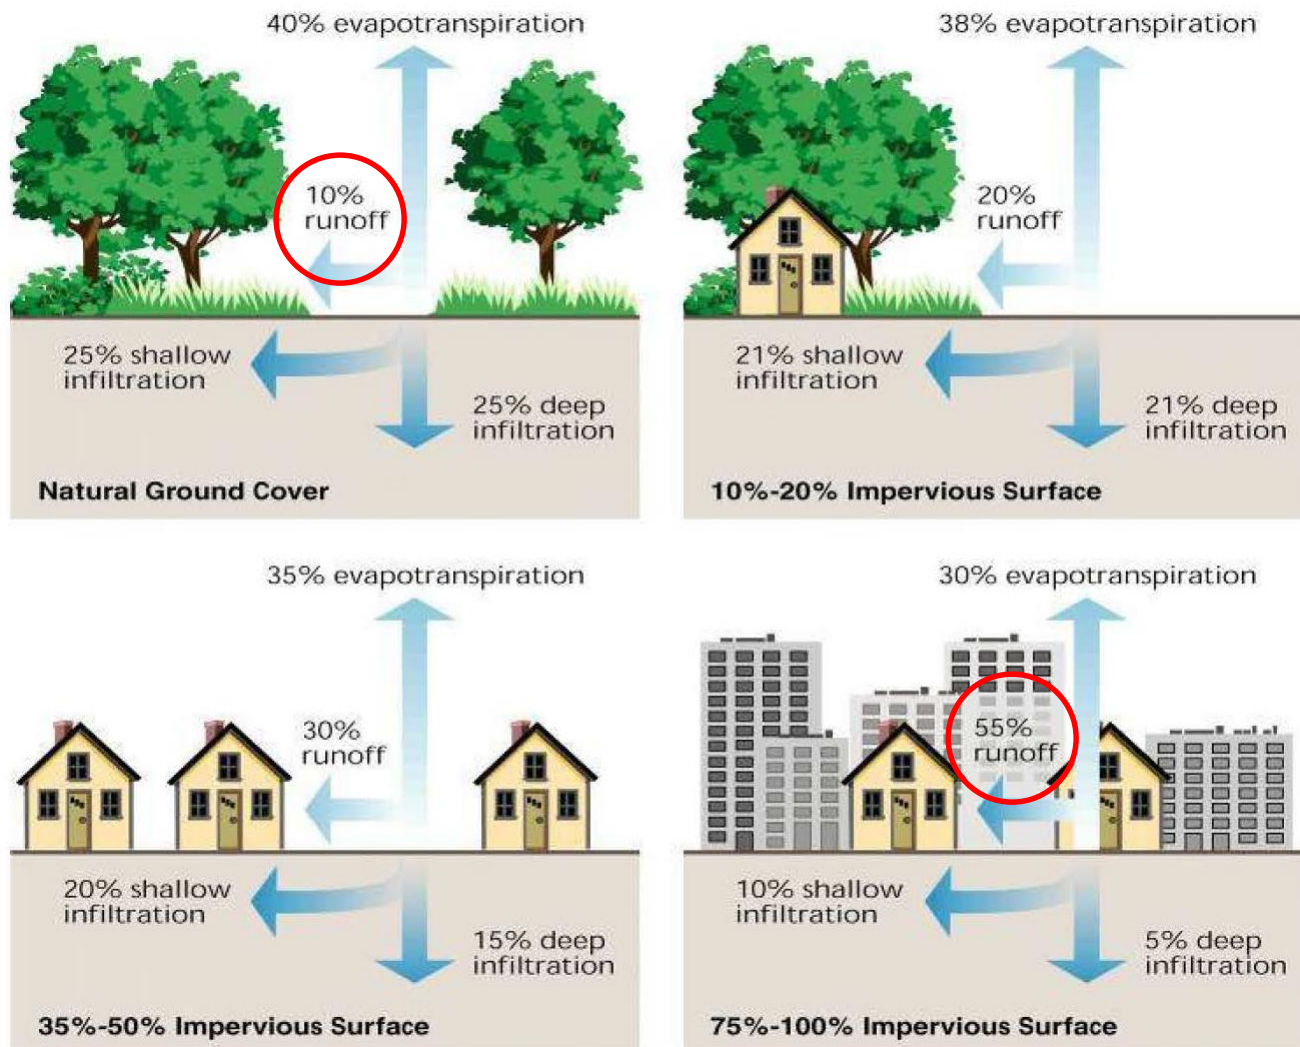 40% evapotranspiration
10%
runoff
25% shallow
infiltration
25% deep
infiltration
Natural Ground Cover
38% evapotranspiration
20%
runoff
21% shallow
infiltration
21% deep
infiltration
10%-20% Impervious Surface
35% evapotranspiration
30%
runoff
20% shallow
infiltration
15% deep
infiltration
35%-50% Impervious Surface
30% evapotranspiration
55%
runoff
10% shallow
infiltration
5% deep
infiltration
75%-100% Impervious Surface